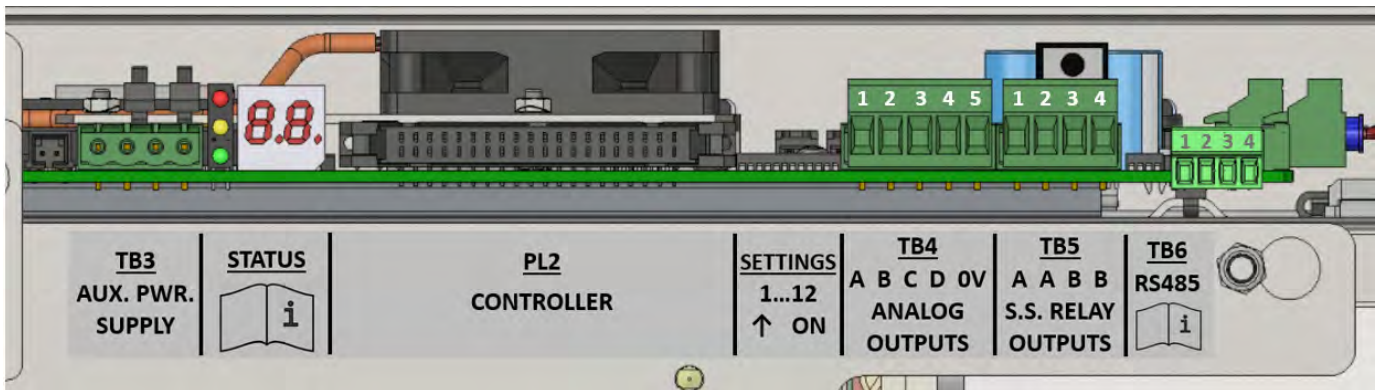 8.8.
1 2 3 4 5
1 2 3 4
1 2 3 4
TB3
AUX. PWR.
SUPPLY
STATUS
i
PL2
CONTROLLER
SETTINGS
1...12
↑ ON
TB4
A B C D 0V
ANALOG
OUTPUTS
TB5
A A B B
S.S. RELAY
OUTPUTS
TB6
RS485
i